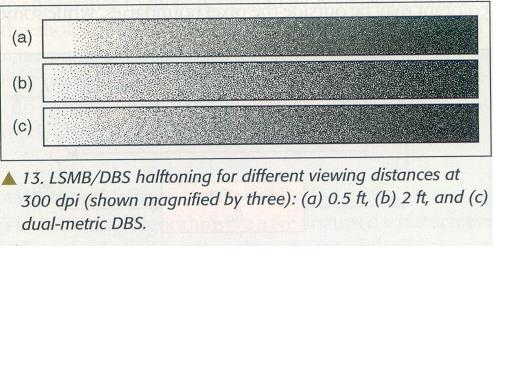 (a)
(b)
(c)
▲ 13. LSMB/DBS halftoning for different viewing distances at
300 dpi (shown magnified by three): (a) 0.5 ft, (b) 2 ft, and (c)
dual-metric DBS.